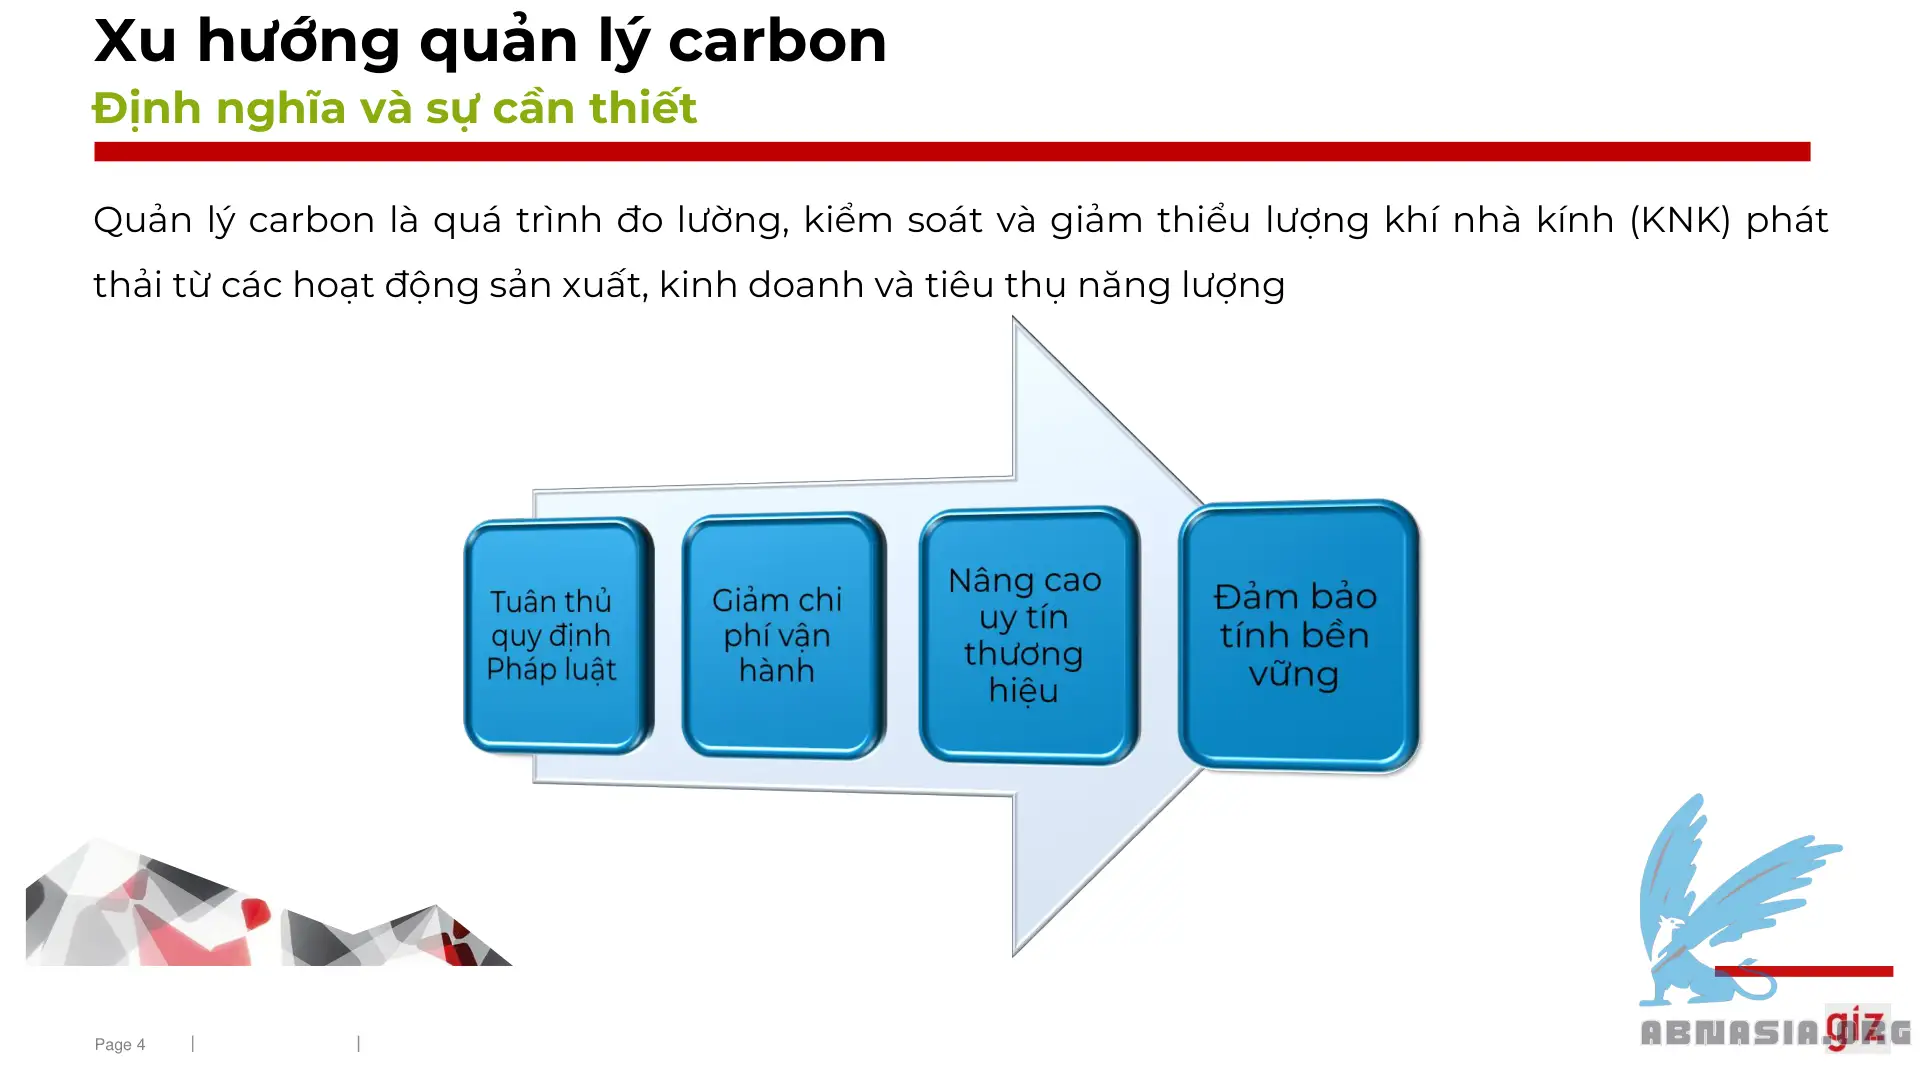 Xu hướng quản lý carbon
Định nghĩa và sự cần thiết
Quản lý carbon là quá trình đo lường, kiểm soát và giảm thiểu lượng khí nhà kính (KNK) phát
thải từ các hoạt động sản xuất, kinh doanh và tiêu thụ năng lượng
Tuân thủ
quy định
Pháp luật
Giảm chi
phí vận
hành
Nâng cao
uy tín
thương
hiệu
Đảm bảo
tính bền
vững
Page 4
giz
ABNASIA.ORG